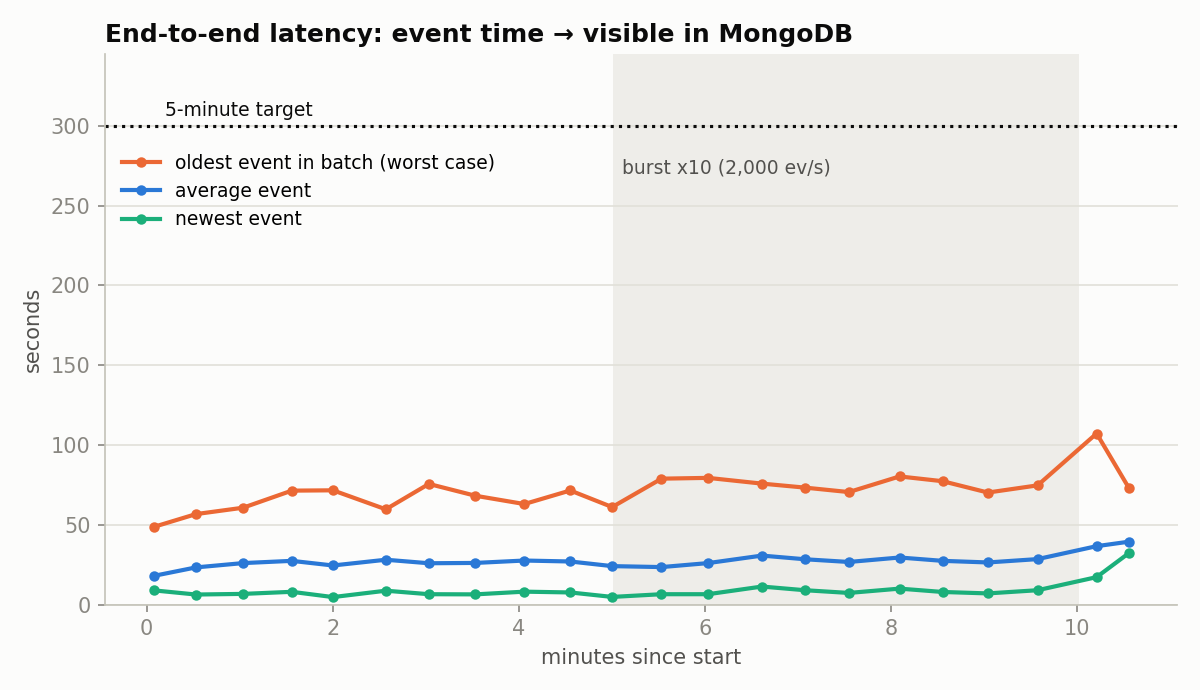 End-to-end latency: event time → visible in MongoDB
5-minute target
oldest event in batch (worst case)
average event
newest event
burst x10 (2,000 ev/s)
seconds
300
250
200
150
100
50
0
0 2 4 6 8 10
minutes since start